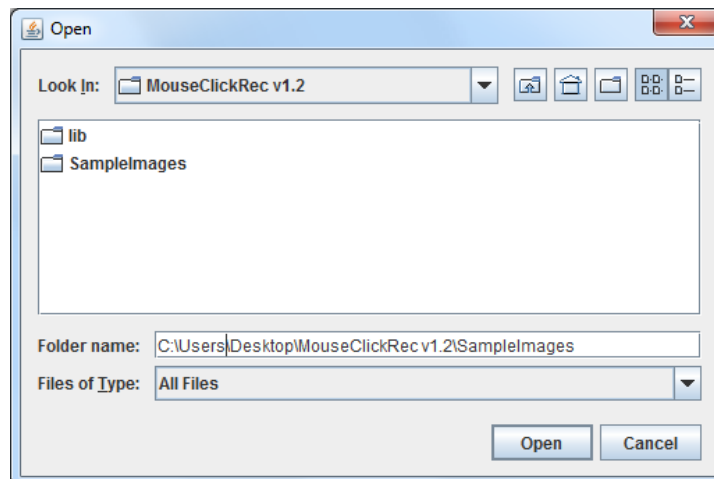 Open
Look In: MouseClickRec v1.2
lib
SampleImages
Folder name: C:\Users\Desktop\MouseClickRec v1.2\SampleImages
Files of Type: All Files
Open Cancel